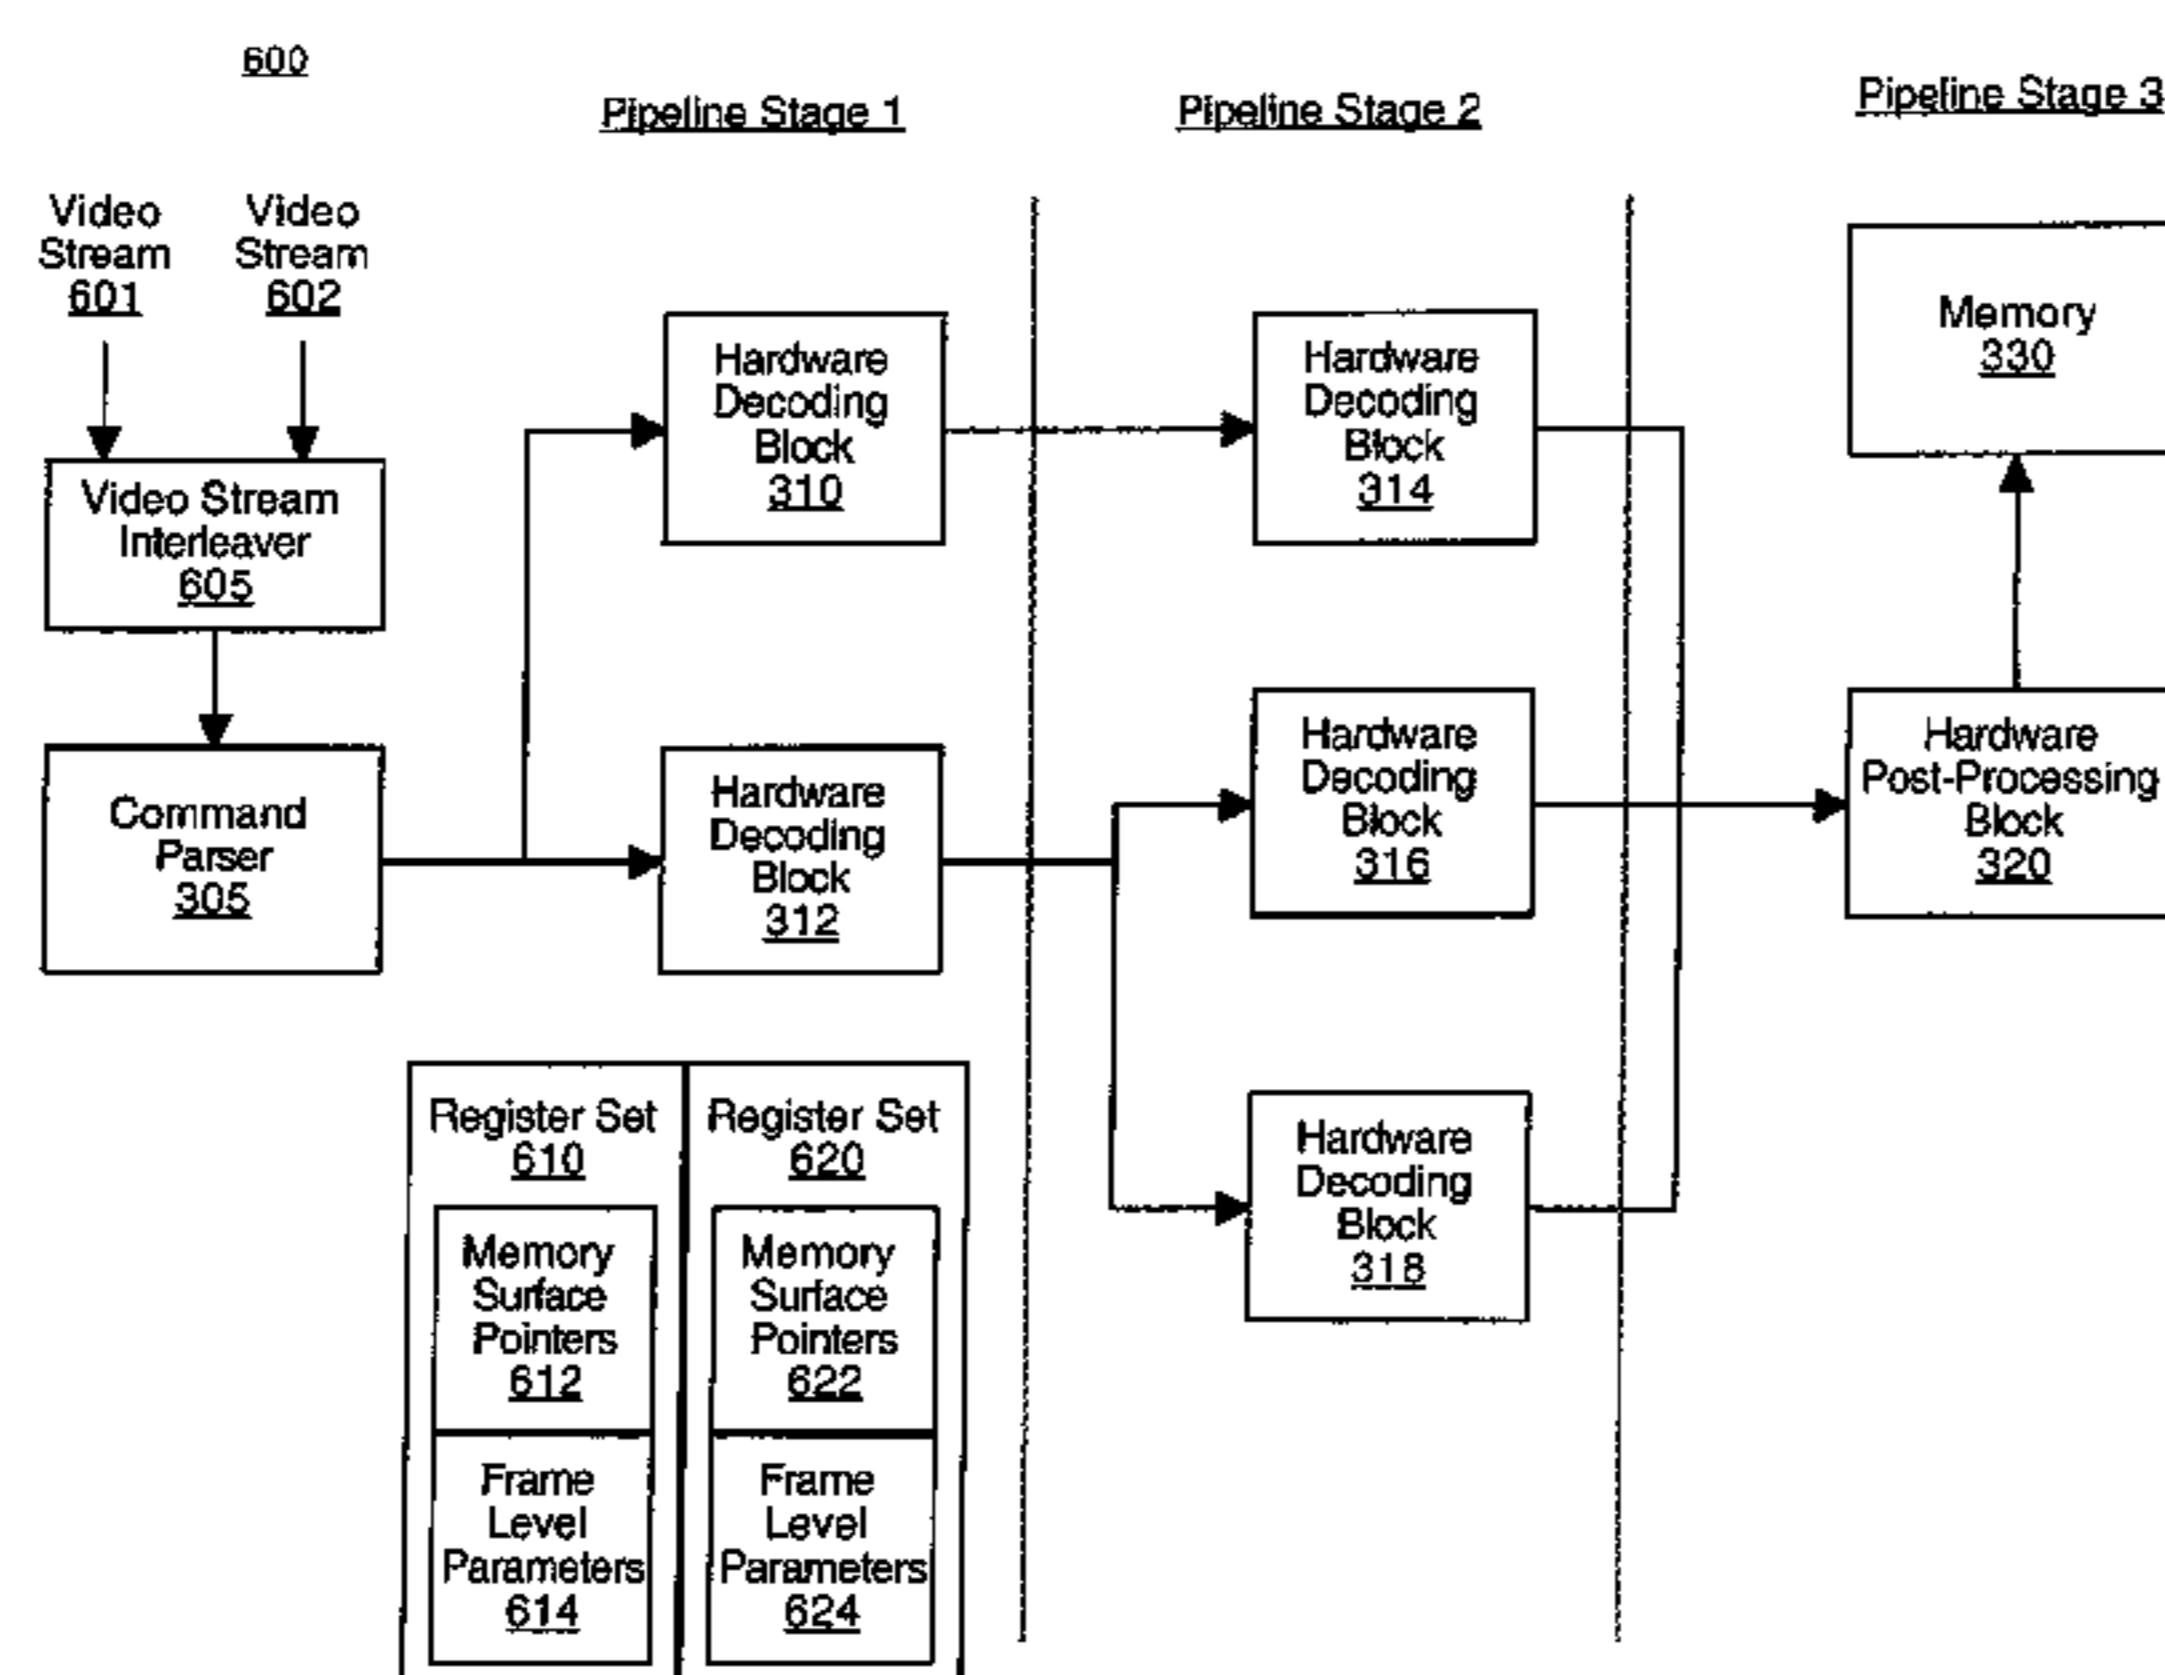 600
Pipeline Stage 1
Pipeline Stage 2
Pipeline Stage 3
Video
Stream
601
Video
Stream
602
Video Stream
Interleaver
605
Command
Parser
305
Hardware
Decoding
Block
310
Hardware
Decoding
Block
312
Hardware
Decoding
Block
314
Hardware
Decoding
Block
316
Hardware
Decoding
Block
318
Memory
330
Hardware
Post-Processing
Block
320
Register Set
610
Memory
Surface
Pointers
612
Frame
Level
Parameters
614
Register Set
620
Memory
Surface
Pointers
622
Frame
Level
Parameters
624